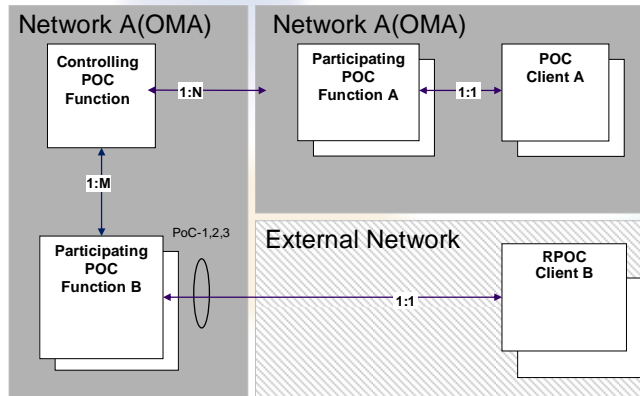 Network A(OMA)
Controlling
POC
Function
1:N
1:M
PoC-1,2,3
Participating
POC
Function B
Network A(OMA)
Participating
POC
Function A
1:1
POC
Client A
External Network
RPOC
Client B
1:1